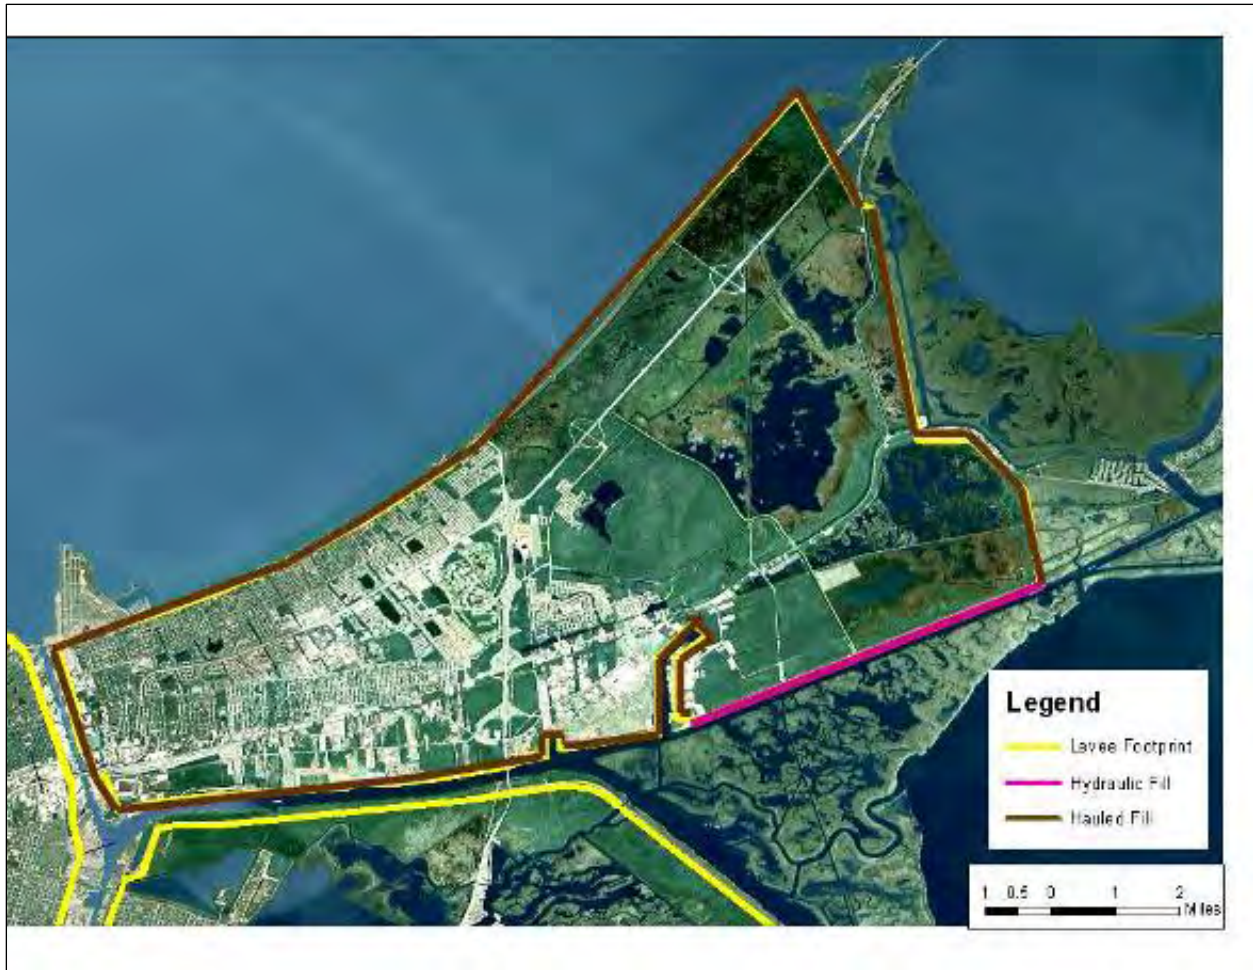 Legend
Levee Footprint
Hydraulic Fill
Hauled Fill
1 0.5 0 1 2
Miles